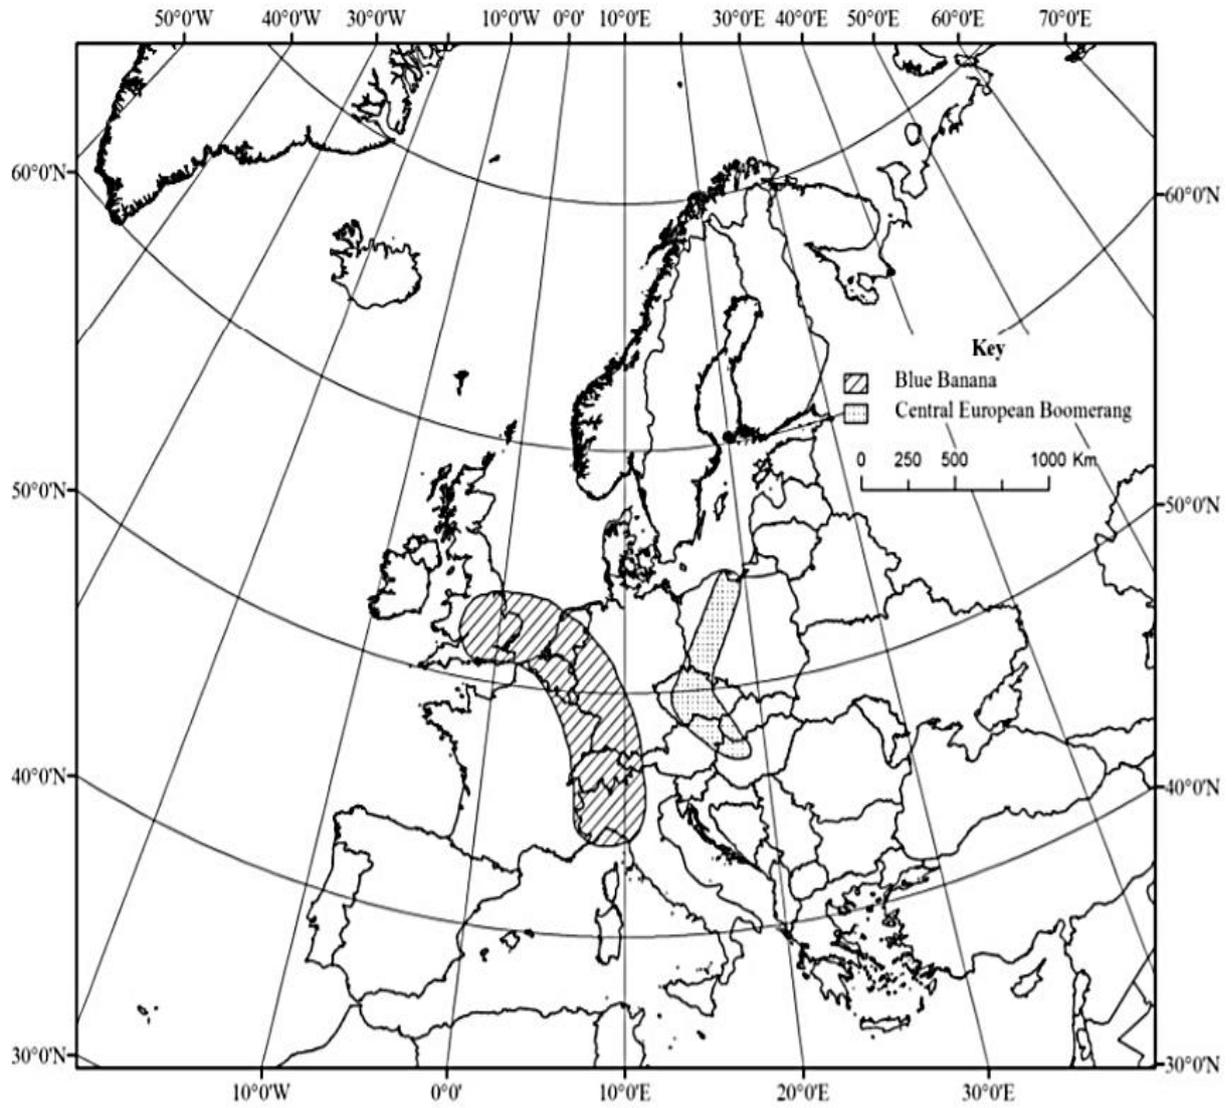 50°0'W 40°0'W 30°0'W 10°0'W 0°0' 10°0'E 30°0'E 40°0'E 50°0'E 60°0'E 70°0'E
60°0'N 60°0'N
Key
Blue Banana
Central European Boomerang
0 250 500 1000 Km
50°0'N 50°0'N
40°0'N 40°0'N
30°0'N 30°0'N
10°0'W 0°0' 10°0'E 20°0'E 30°0'E